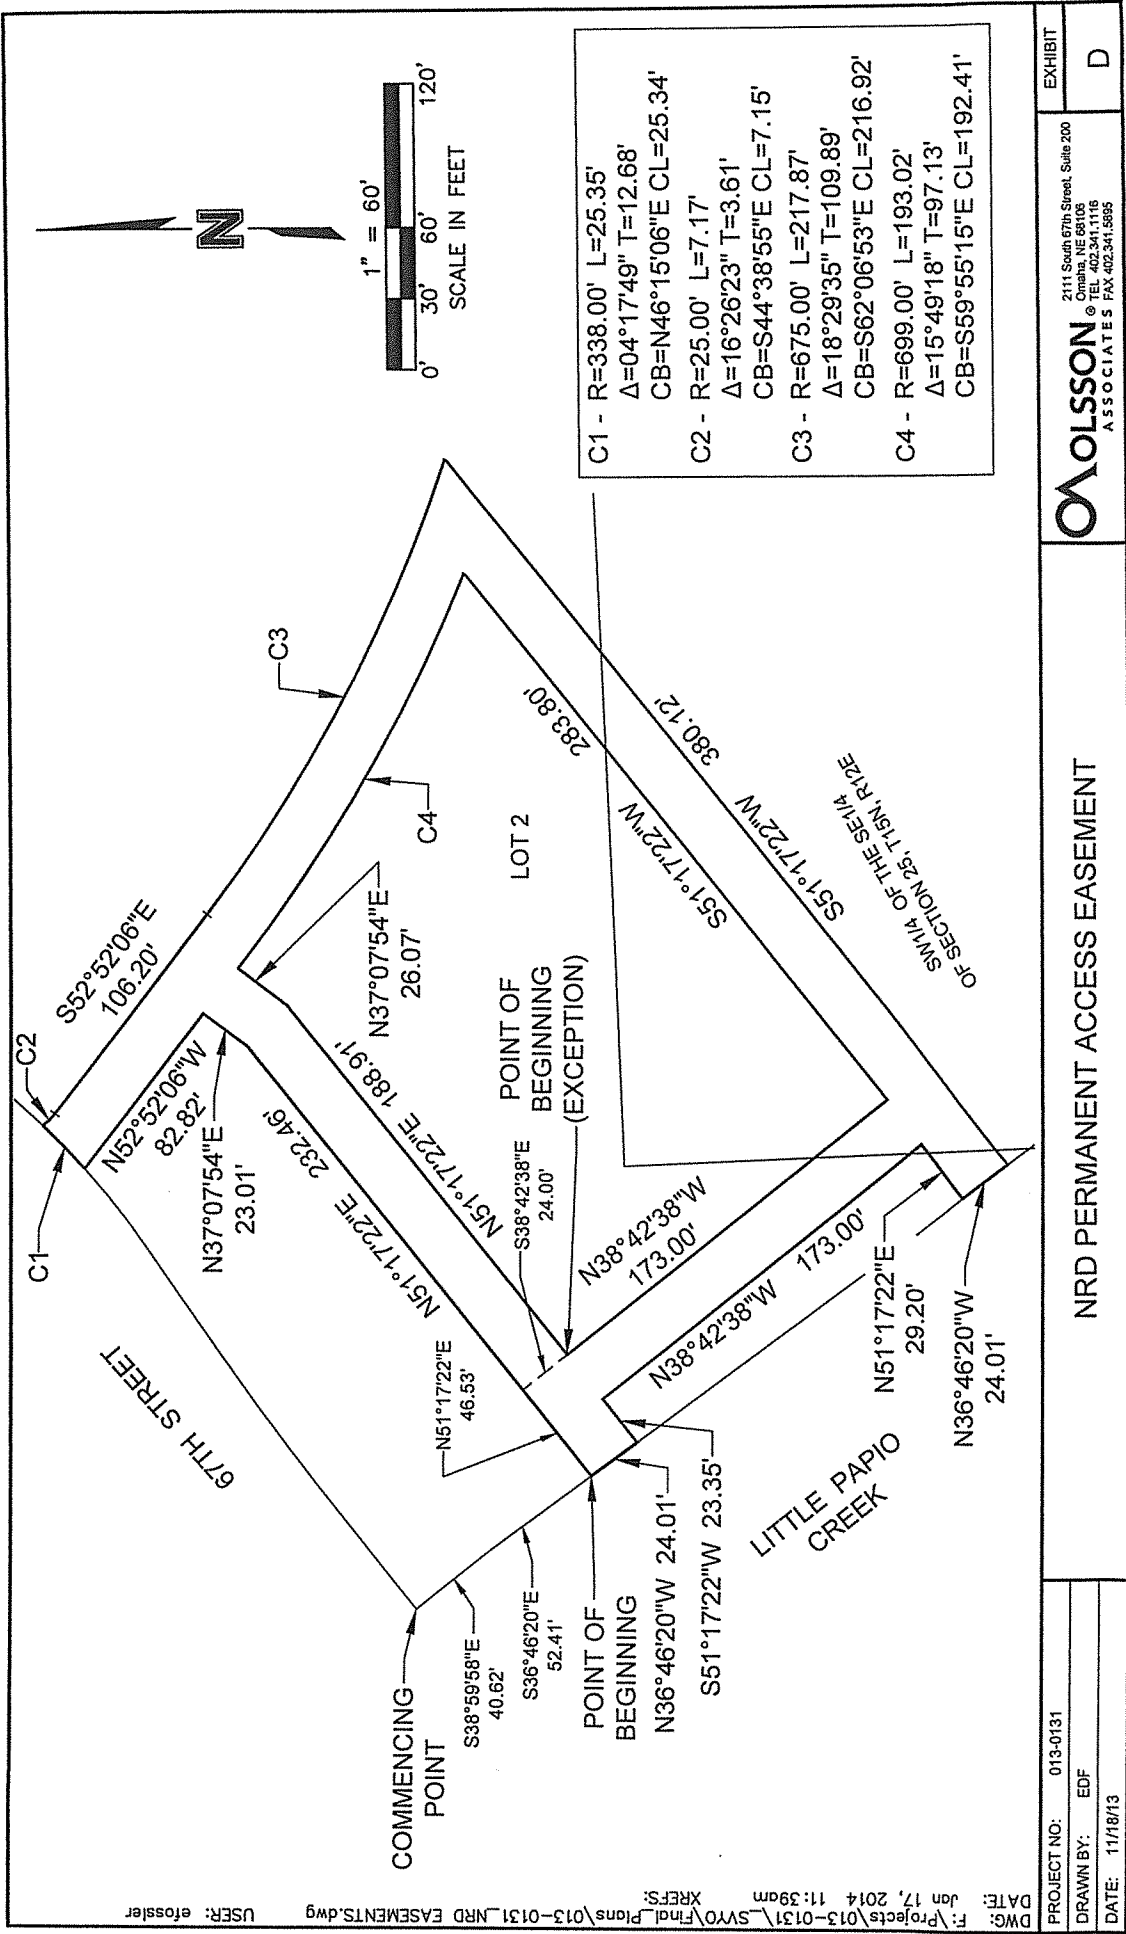 C1
C2
S52°52'06"E
106.20'
N52°52'06"W
82.82'
N37°07'54"E
23.01'
C3
C4
N37°07'54"E
26.07'
67TH STREET
N51°17'22"E 232.46'
N51°17'22"E 188.91'
LOT 2
N51°17'22"E
46.53'
S38°42'38"E
24.00'
POINT OF
BEGINNING
(EXCEPTION)
283.80'
S51°17'22"W
380.12'
S51°17'22"W
SW1/4 OF THE SE1/4
OF SECTION 25, T15N, R12E
N38°42'38"W
173.00'
N38°42'38"W 173.00'
N51°17'22"E
29.20'
N36°46'20"W
24.01'
COMMENCING
POINT
S38°59'58"E
40.62'
S36°46'20"E
52.41'
POINT OF
BEGINNING
N36°46'20"W 24.01'
S51°17'22"W 23.35'
LITTLE PAPIO
CREEK
N
1" = 60'
0' 30' 60' 120'
SCALE IN FEET
C1 - R=338.00' L=25.35'
Δ=04°17'49" T=12.68'
CB=N46°15'06"E CL=25.34'
C2 - R=25.00' L=7.17'
Δ=16°26'23" T=3.61'
CB=S44°38'55"E CL=7.15'
C3 - R=675.00' L=217.87'
Δ=18°29'35" T=109.89'
CB=S62°06'53"E CL=216.92'
C4 - R=699.00' L=193.02'
Δ=15°49'18" T=97.13'
CB=S59°55'15"E CL=192.41'
DWG: F:\Projects\013-0131\_SVYO\Final_Plans\013-0131_NRD EASEMENTS.dwg USER: efossler
DATE: Jan 17, 2014 11:39am XREFS:
PROJECT NO: 013-0131
DRAWN BY: EDF
DATE: 11/18/13
NRD PERMANENT ACCESS EASEMENT
OLSSON ®
ASSOCIATES
2111 South 67th Street, Suite 200
Omaha, NE 68106
TEL 402.341.1116
FAX 402.341.5895
EXHIBIT
D